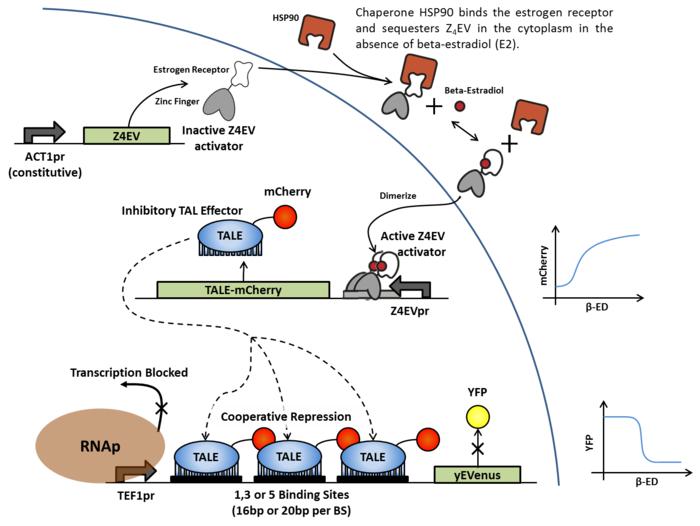 HSP90
Chaperone HSP90 binds the estrogen receptor
and sequesters Z₄EV in the cytoplasm in the
absence of beta-estradiol (E2).
Estrogen Receptor
Zinc Finger
Beta-Estradiol
Z4EV
Inactive Z4EV
activator
ACT1pr
(constitutive)
Dimerize
mCherry
Inhibitory TAL Effector
TALE
Active Z4EV
activator
TALE-mCherry
Z4EVpr
mCherry
β-ED
Transcription Blocked
RNAp
Cooperative Repression
YFP
TALE
TALE
TALE
yEVenus
TEF1pr
1,3 or 5 Binding Sites
(16bp or 20bp per BS)
YFP
β-ED